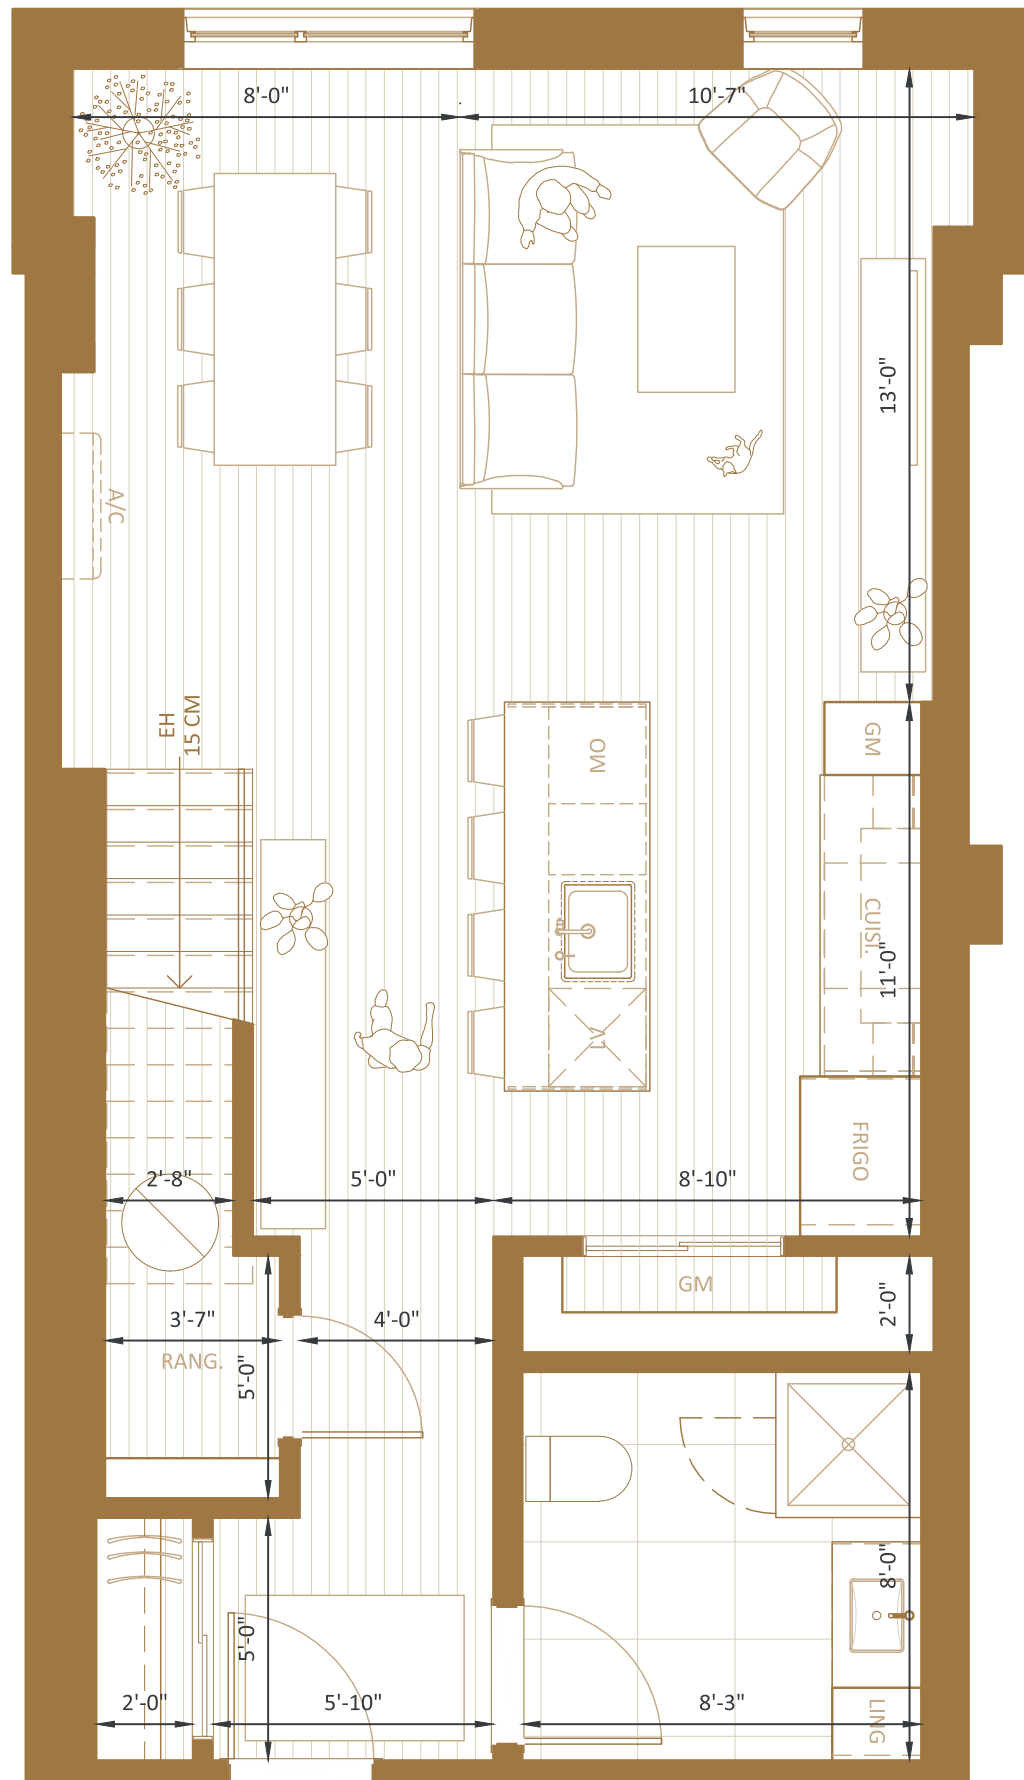 8'-0"
10'-7"
13'-0"
A/C
EH
15 CM
GM
MO
CUISI.
11'-0"
LV
FRIGO
2'-8"
5'-0"
8'-10"
GM
2'-0"
3'-7"
4'-0"
RANG.
5'-0"
8'-0"
5'-0"
2'-0"
5'-10"
8'-3"
LING